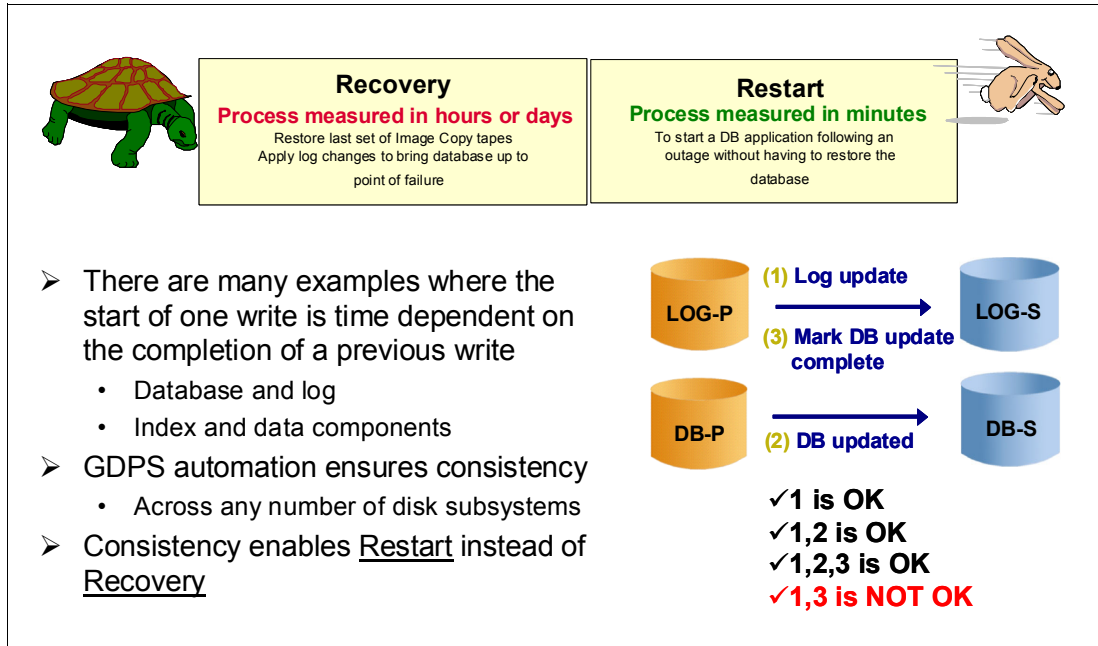 Recovery
Process measured in hours or days
Restore last set of Image Copy tapes
Apply log changes to bring database up to
point of failure
Restart
Process measured in minutes
To start a DB application following an
outage without having to restore the
database
➢ There are many examples where the
start of one write is time dependent on
the completion of a previous write
• Database and log
• Index and data components
➢ GDPS automation ensures consistency
• Across any number of disk subsystems
➢ Consistency enables Restart instead of
Recovery
LOG-P
(1) Log update
LOG-S
(3) Mark DB update
complete
DB-P
(2) DB updated
DB-S
✓1 is OK
✓1,2 is OK
✓1,2,3 is OK
✓1,3 is NOT OK